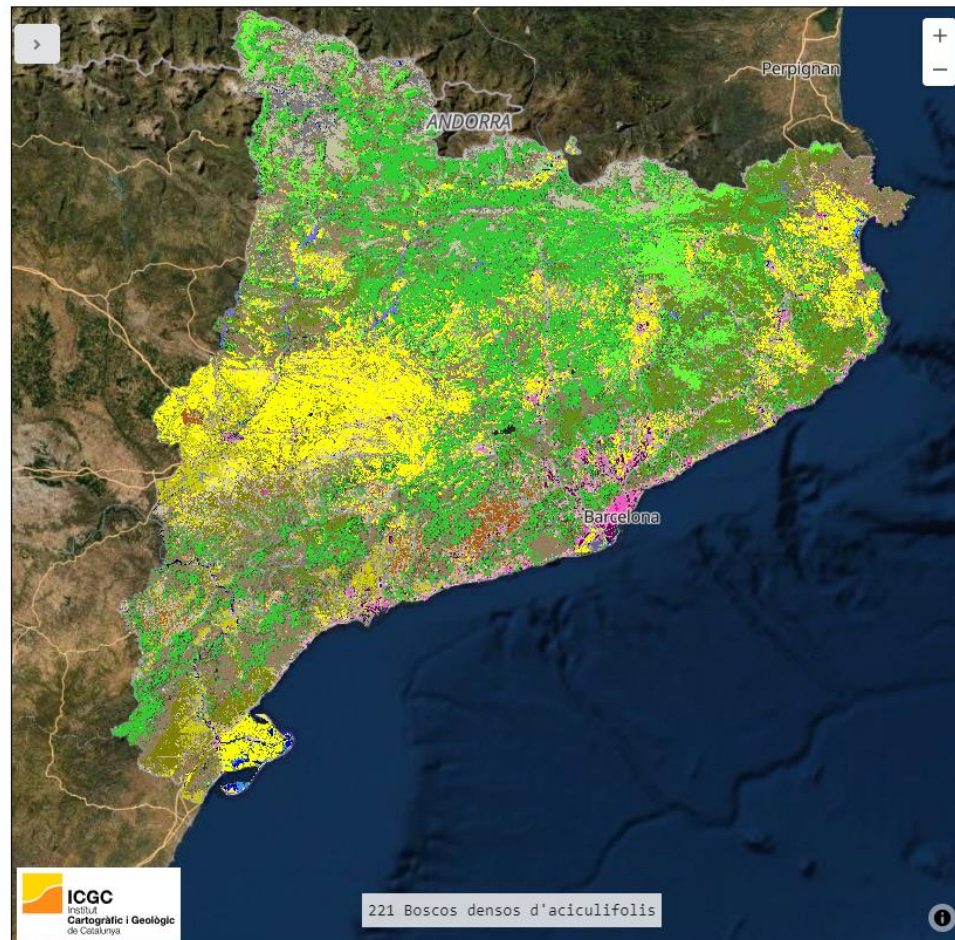 Perpignan
ANDORRA
Barcelona
ICGC
Institut
Cartogràfic i Geològic
de Catalunya
221 Boscos densos d'aciculifolis